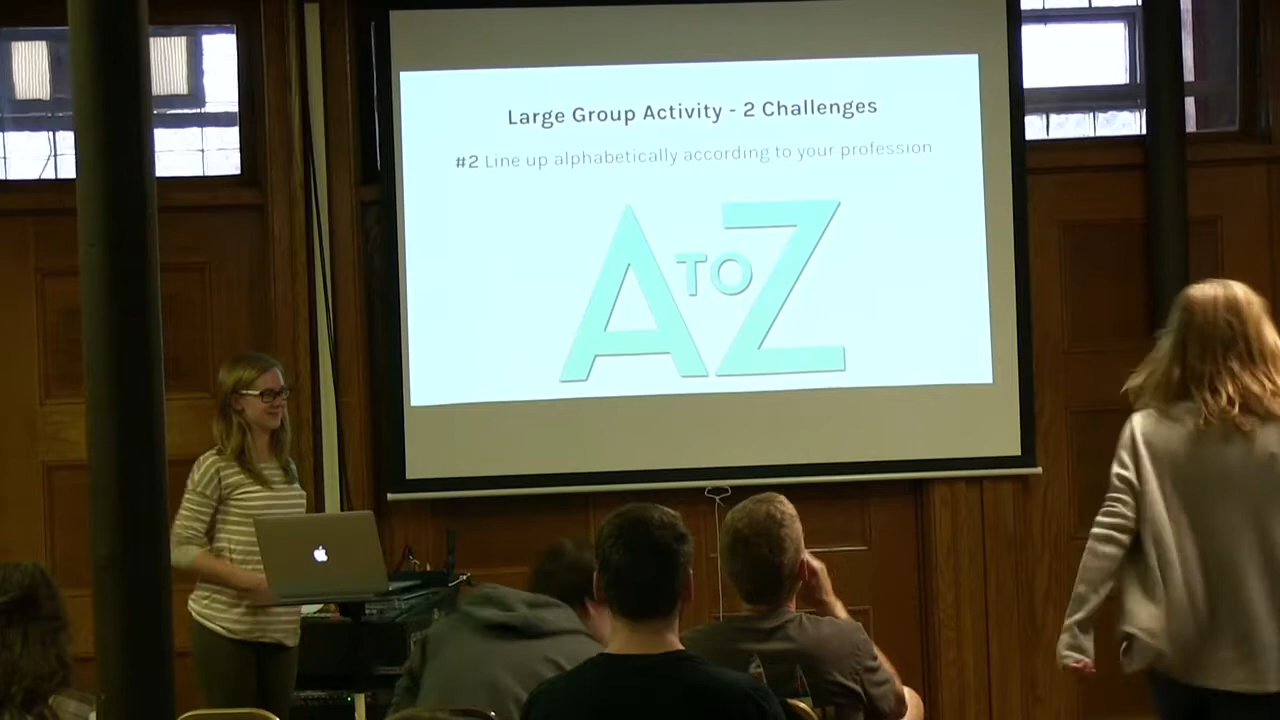 Large Group Activity - 2 Challenges
#2 Line up alphabetically according to your profession
A TO Z